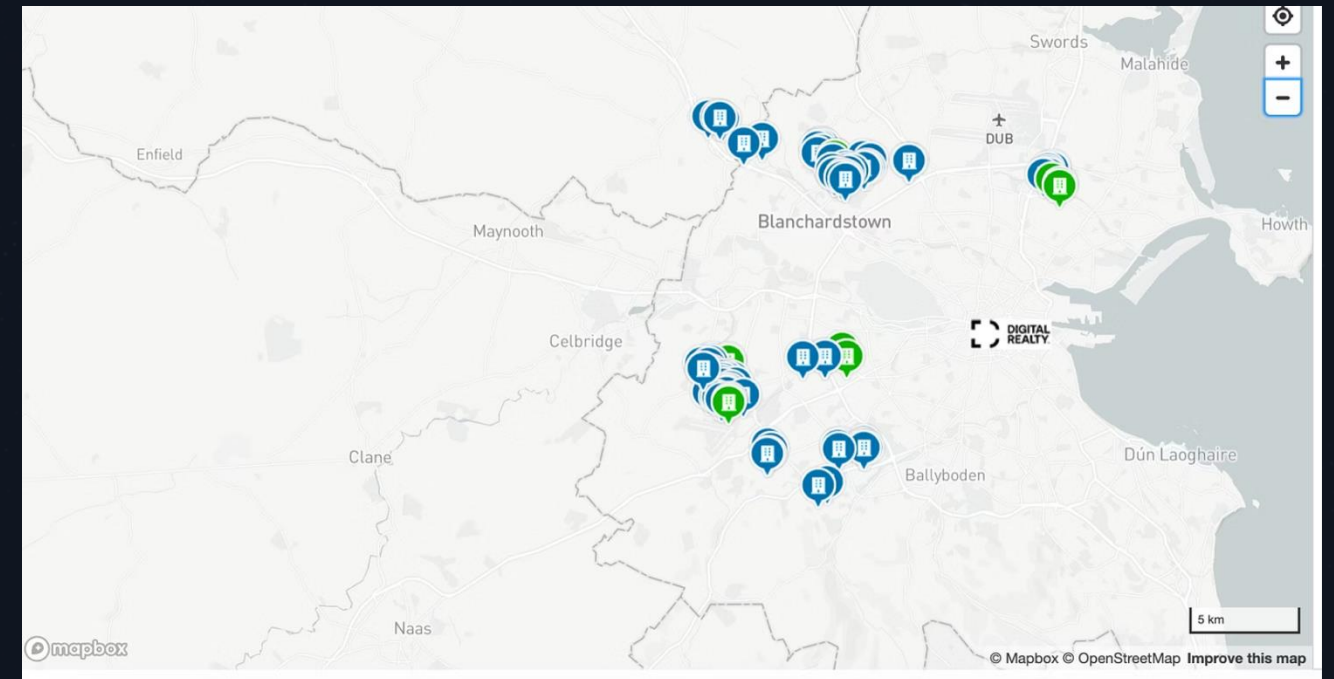 Swords
Malahide
+
Enfield
DUB
−
Maynooth
Blanchardstown
Howth
Celbridge
DIGITAL
REALTY
Clane
Ballyboden
Dún Laoghaire
Naas
5 km
mapbox
© Mapbox © OpenStreetMap Improve this map